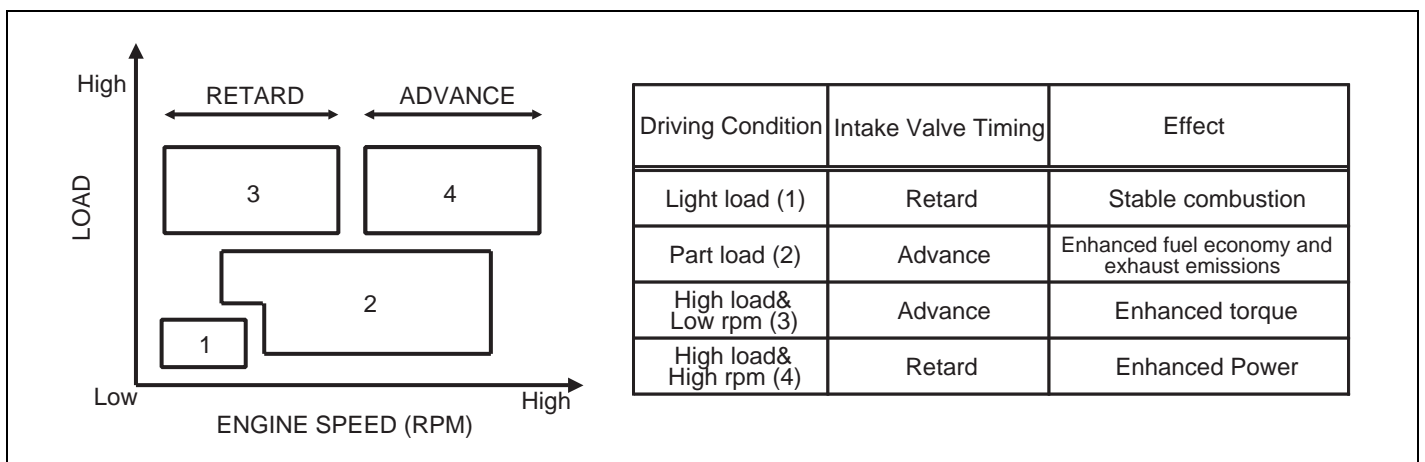 High
RETARD
ADVANCE
3
4
LOAD
2
1
Low
High
ENGINE SPEED (RPM)
Driving Condition Intake Valve Timing Effect
Light load (1) Retard Stable combustion
Part load (2) Advance Enhanced fuel economy and
exhaust emissions
High load&
Low rpm (3) Advance Enhanced torque
High load&
High rpm (4) Retard Enhanced Power